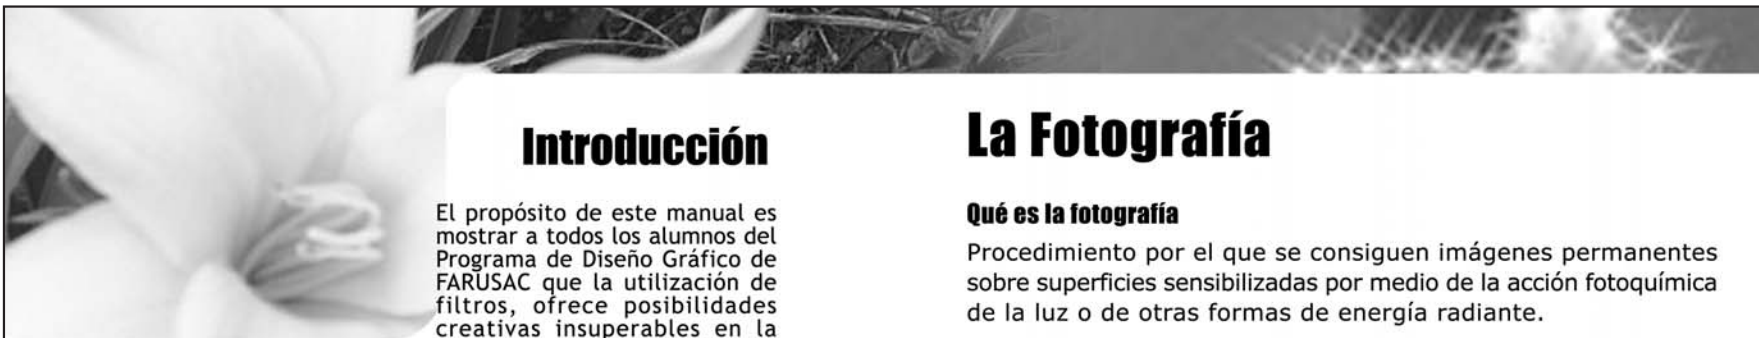 Introducción
El propósito de este manual es
mostrar a todos los alumnos del
Programa de Diseño Gráfico de
FARUSAC que la utilización de
filtros, ofrece posibilidades
creativas insuperables en la
La Fotografía
Qué es la fotografía
Procedimiento por el que se consiguen imágenes permanentes
sobre superficies sensibilizadas por medio de la acción fotoquímica
de la luz o de otras formas de energía radiante.